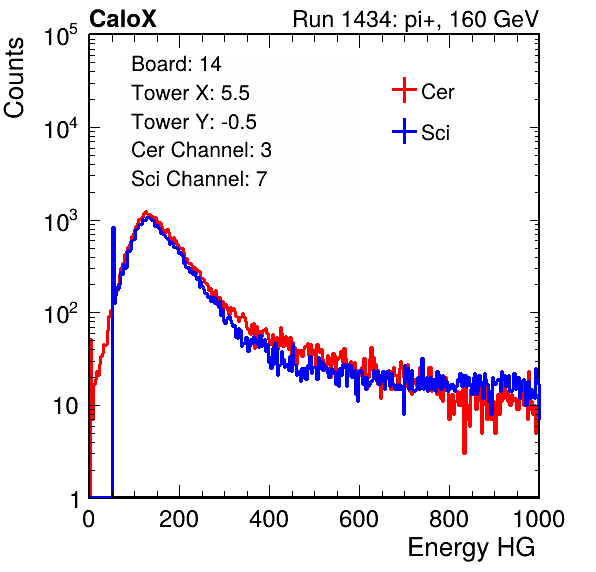 CaloX Run 1434: pi+, 160 GeV
Counts
10^5
10^4
10^3
10^2
10
1
Board: 14
Tower X: 5.5
Tower Y: -0.5
Cer Channel: 3
Sci Channel: 7
Cer
Sci
0 200 400 600 800 1000
Energy HG